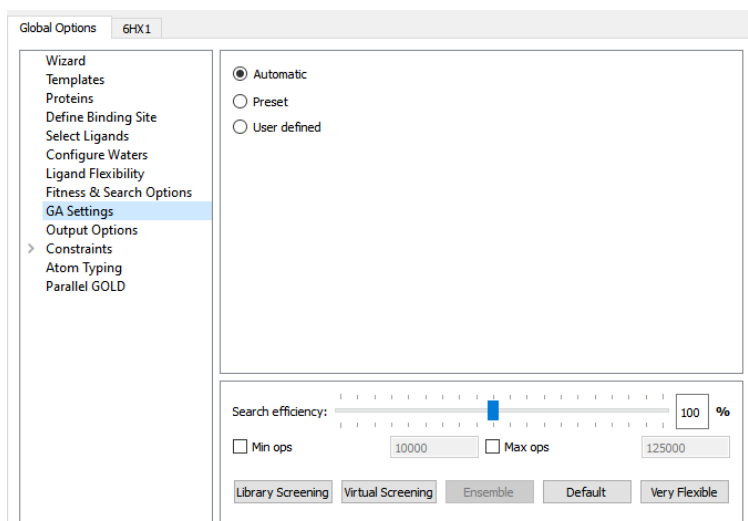 Global Options 6HX1
Wizard
Templates
Proteins
Define Binding Site
Select Ligands
Configure Waters
Ligand Flexibility
Fitness & Search Options
GA Settings
Output Options
Constraints
Atom Typing
Parallel GOLD
Automatic
Preset
User defined
Search efficiency: 100 %
Min ops 10000 Max ops 125000
Library Screening Virtual Screening Ensemble Default Very Flexible